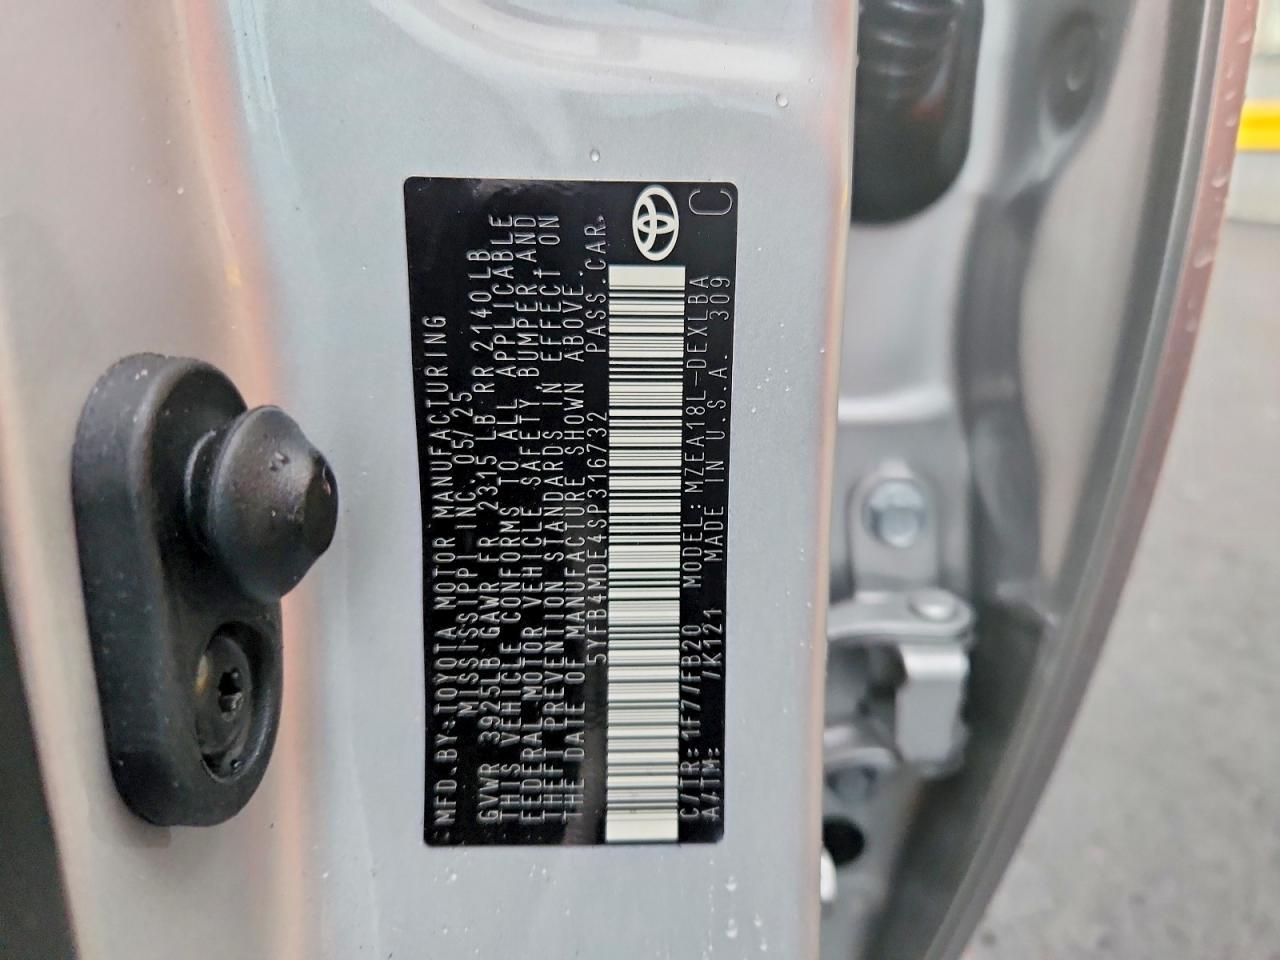 MFD.BY:TOYOTA MOTOR MANUFACTURING
MISSISSIPPI INC. 05/25
GVWR 3925LB GAWR FR 2315 LB RR 2140LB
THIS VEHICLE CONFORMS TO ALL APPLICABLE
FEDERAL MOTOR VEHICLE SAFETY, BUMPER, AND
THEFT PREVENTION STANDARDS IN EFFECT ON
THE DATE OF MANUFACTURE SHOWN ABOVE.
5YFB4MDE4SP316732 PASS.CAR
C/TR:1F7/FB20 MODEL:MZEA18L-DEXLBA
A/TM: /K121 MADE IN U.S.A. 309
C